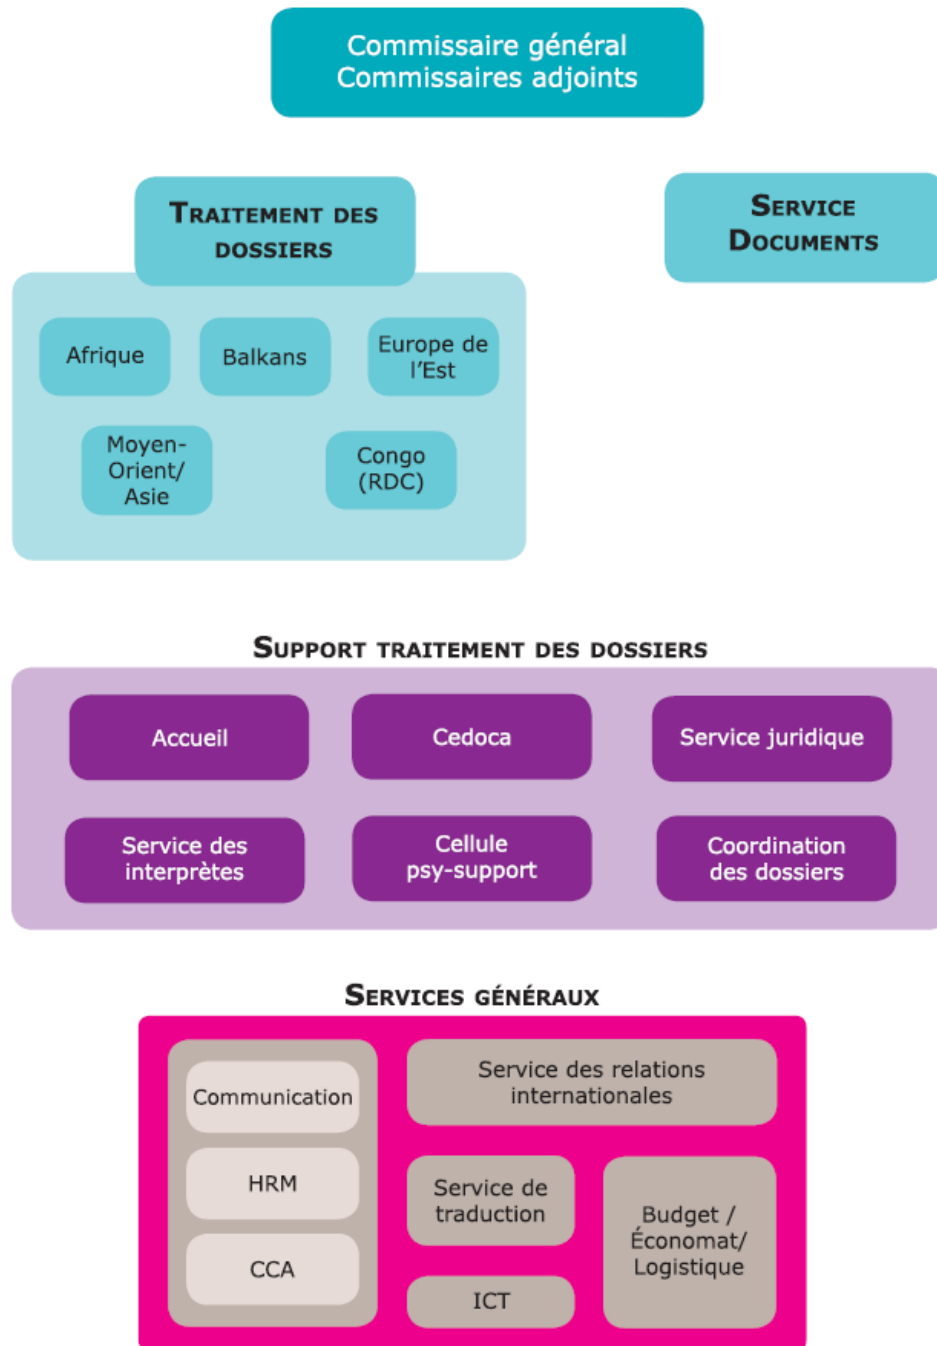 Commissaire général
Commissaires adjoints
TRAITEMENT DES
DOSSIERS
SERVICE
DOCUMENTS
Afrique
Balkans
Europe de
l'Est
Moyen-
Orient/
Asie
Congo
(RDC)
SUPPORT TRAITEMENT DES DOSSIERS
Accueil
Cedoca
Service juridique
Service des
interprètes
Cellule
psy-support
Coordination
des dossiers
SERVICES GÉNÉRAUX
Communication
HRM
CCA
Service des relations
internationales
Service de
traduction
ICT
Budget /
Économat/
Logistique